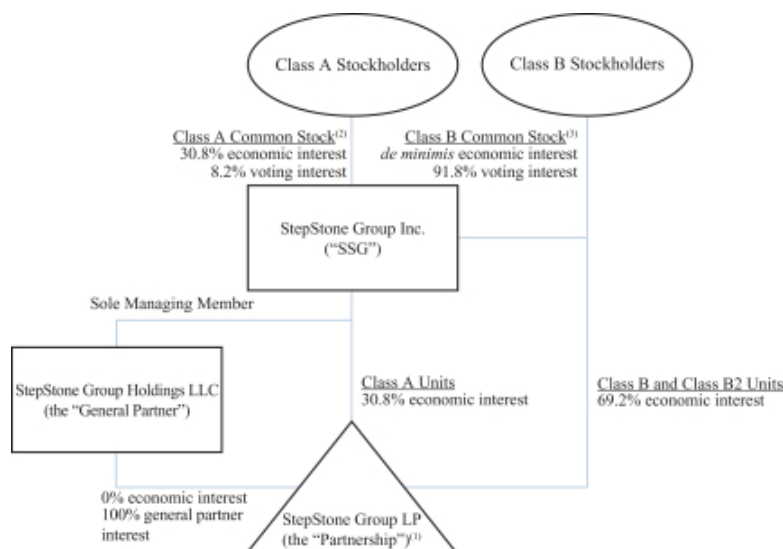 Class A Stockholders
Class B Stockholders
Class A Common Stock(2)
30.8% economic interest
8.2% voting interest
Class B Common Stock(3)
de minimis economic interest
91.8% voting interest
StepStone Group Inc.
(“SSG”)
Sole Managing Member
StepStone Group Holdings LLC
(the “General Partner”)
Class A Units
30.8% economic interest
Class B and Class B2 Units
69.2% economic interest
0% economic interest
100% general partner
interest
StepStone Group LP
(the “Partnership”)(1)